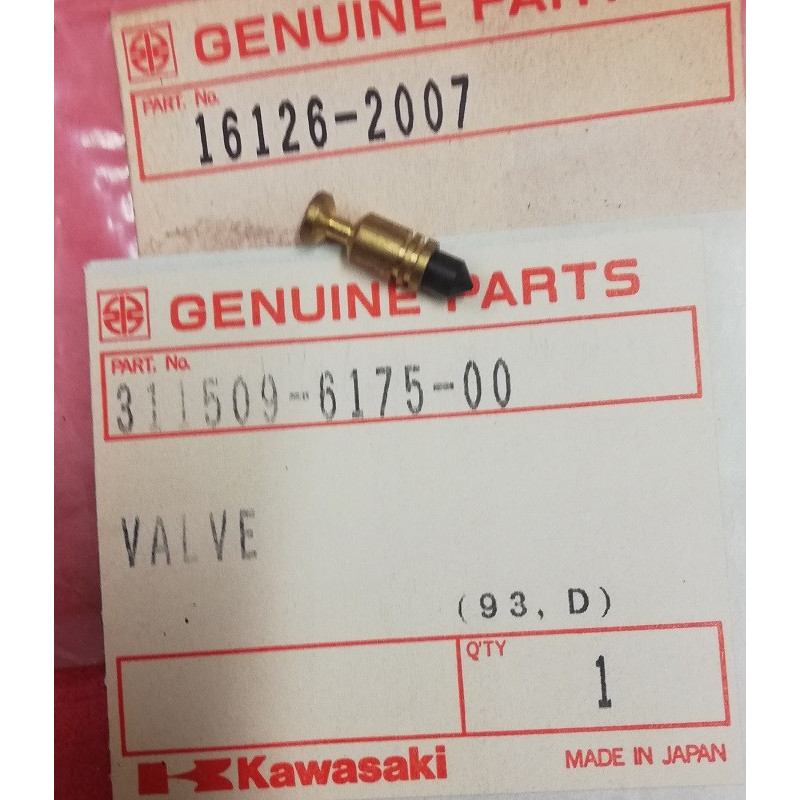 GENUINE PARTS
PART. No.
16126-2007
GENUINE PARTS
PART. No.
311509-6175-00
VALVE
(93, D)
Q'TY
1
Kawasaki
MADE IN JAPAN